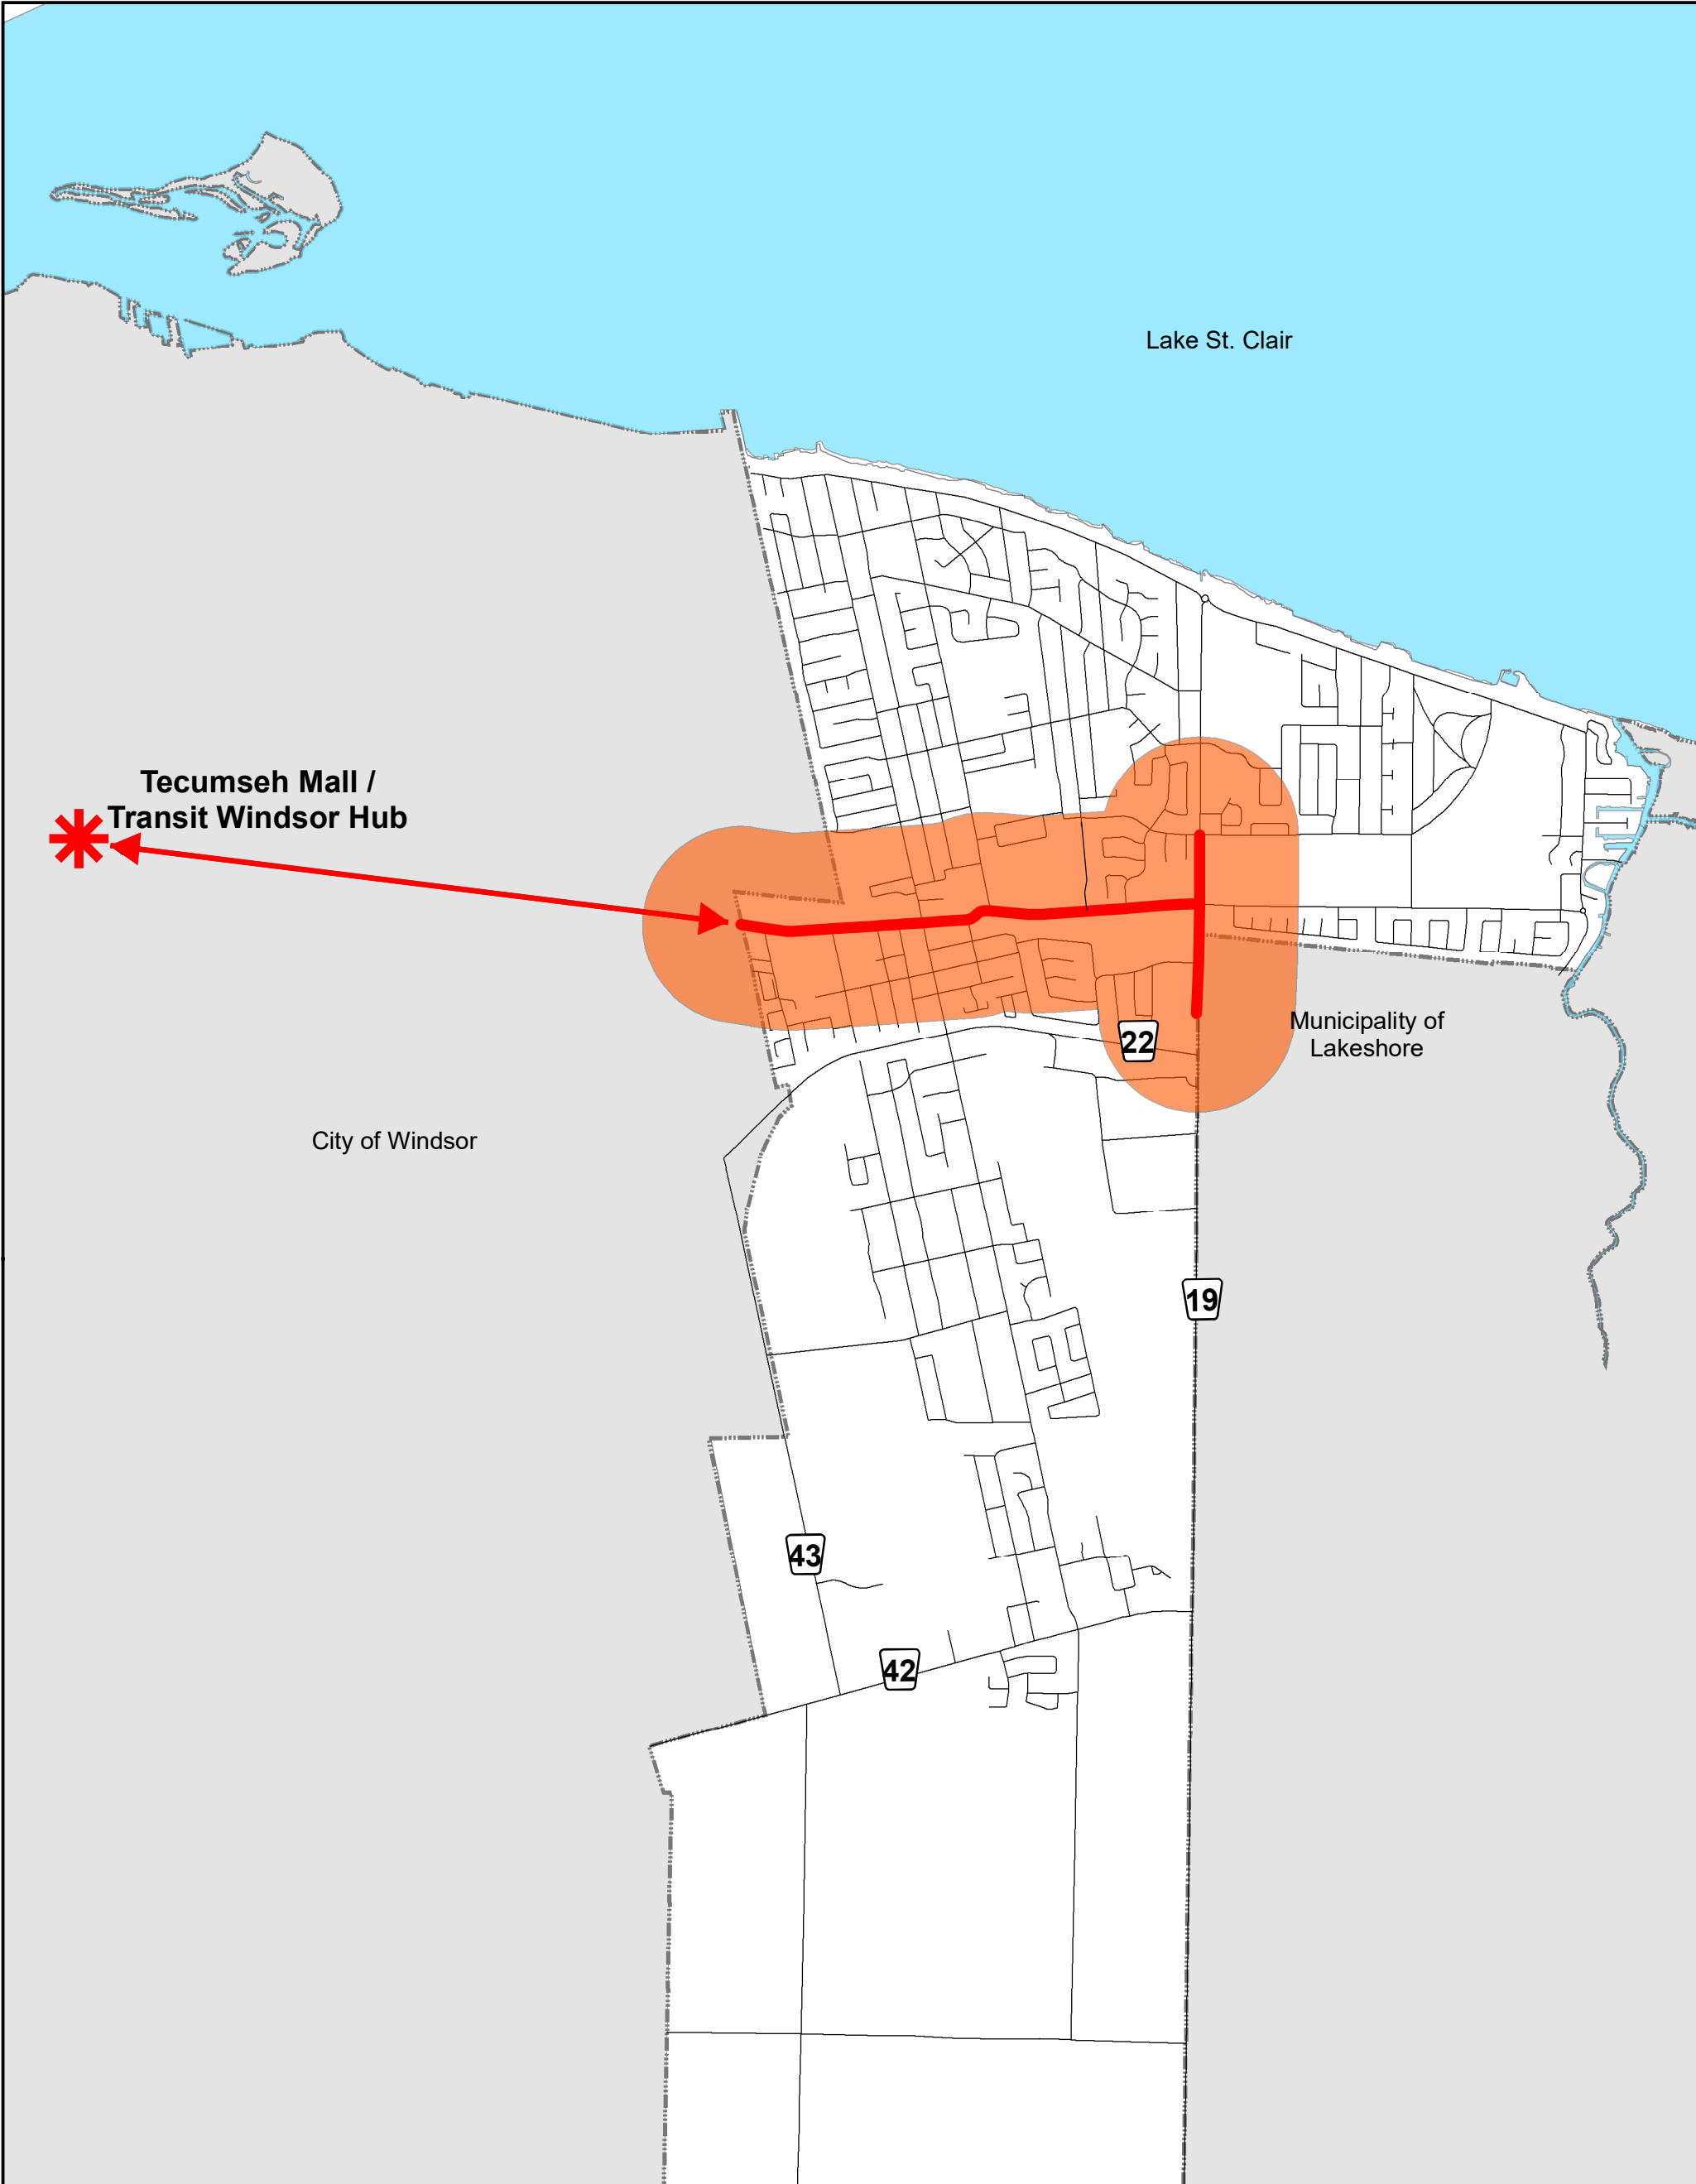 Lake St. Clair
Tecumseh Mall /
Transit Windsor Hub
Municipality of
Lakeshore
22
City of Windsor
19
43
42